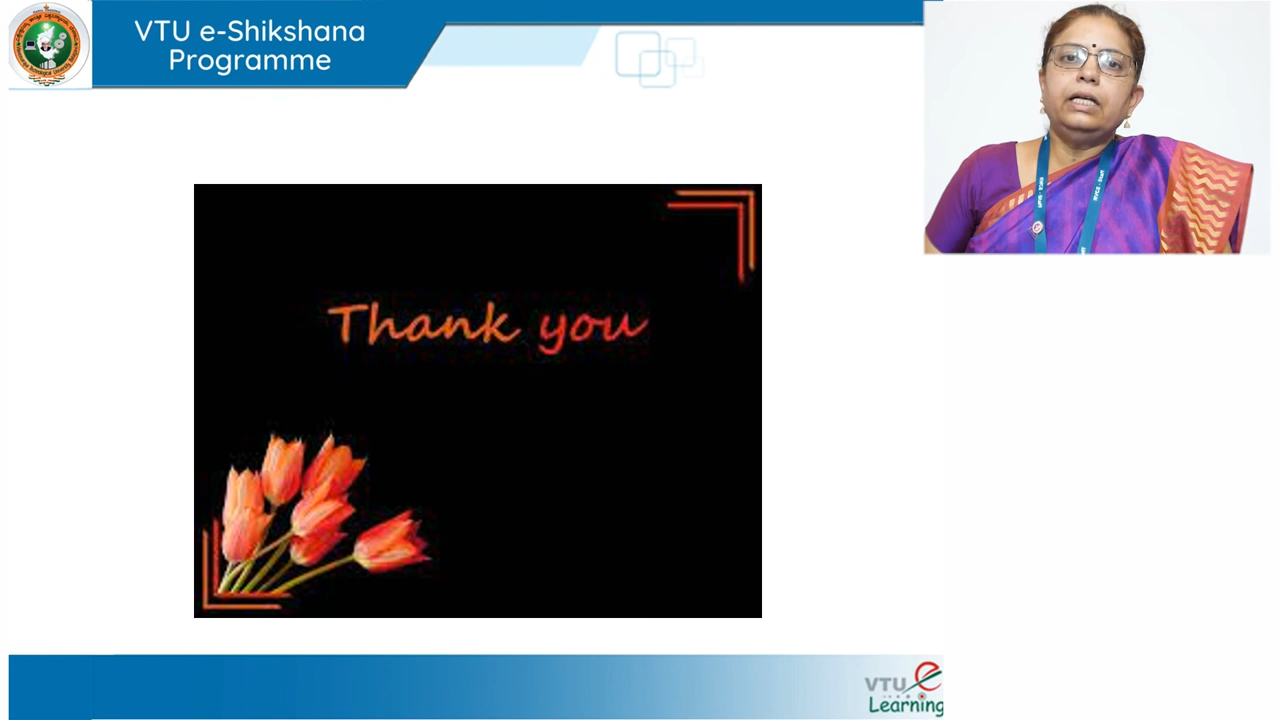 VTU e-Shikshana
Programme
Thank you
VTU e
Learning